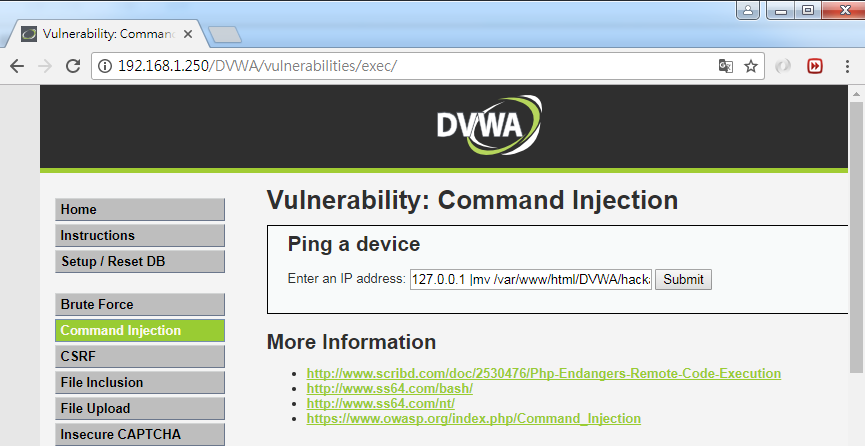 Vulnerability: Comman
192.168.1.250/DVWA/vulnerabilities/exec/
DVWA
Home
Instructions
Setup / Reset DB
Brute Force
Command Injection
CSRF
File Inclusion
File Upload
Insecure CAPTCHA
Vulnerability: Command Injection
Ping a device
Enter an IP address: 127.0.0.1 |mv /var/www/html/DVWA/hacka Submit
More Information
http://www.scribd.com/doc/2530476/Php-Endangers-Remote-Code-Execution
http://www.ss64.com/bash/
http://www.ss64.com/nt/
https://www.owasp.org/index.php/Command_Injection